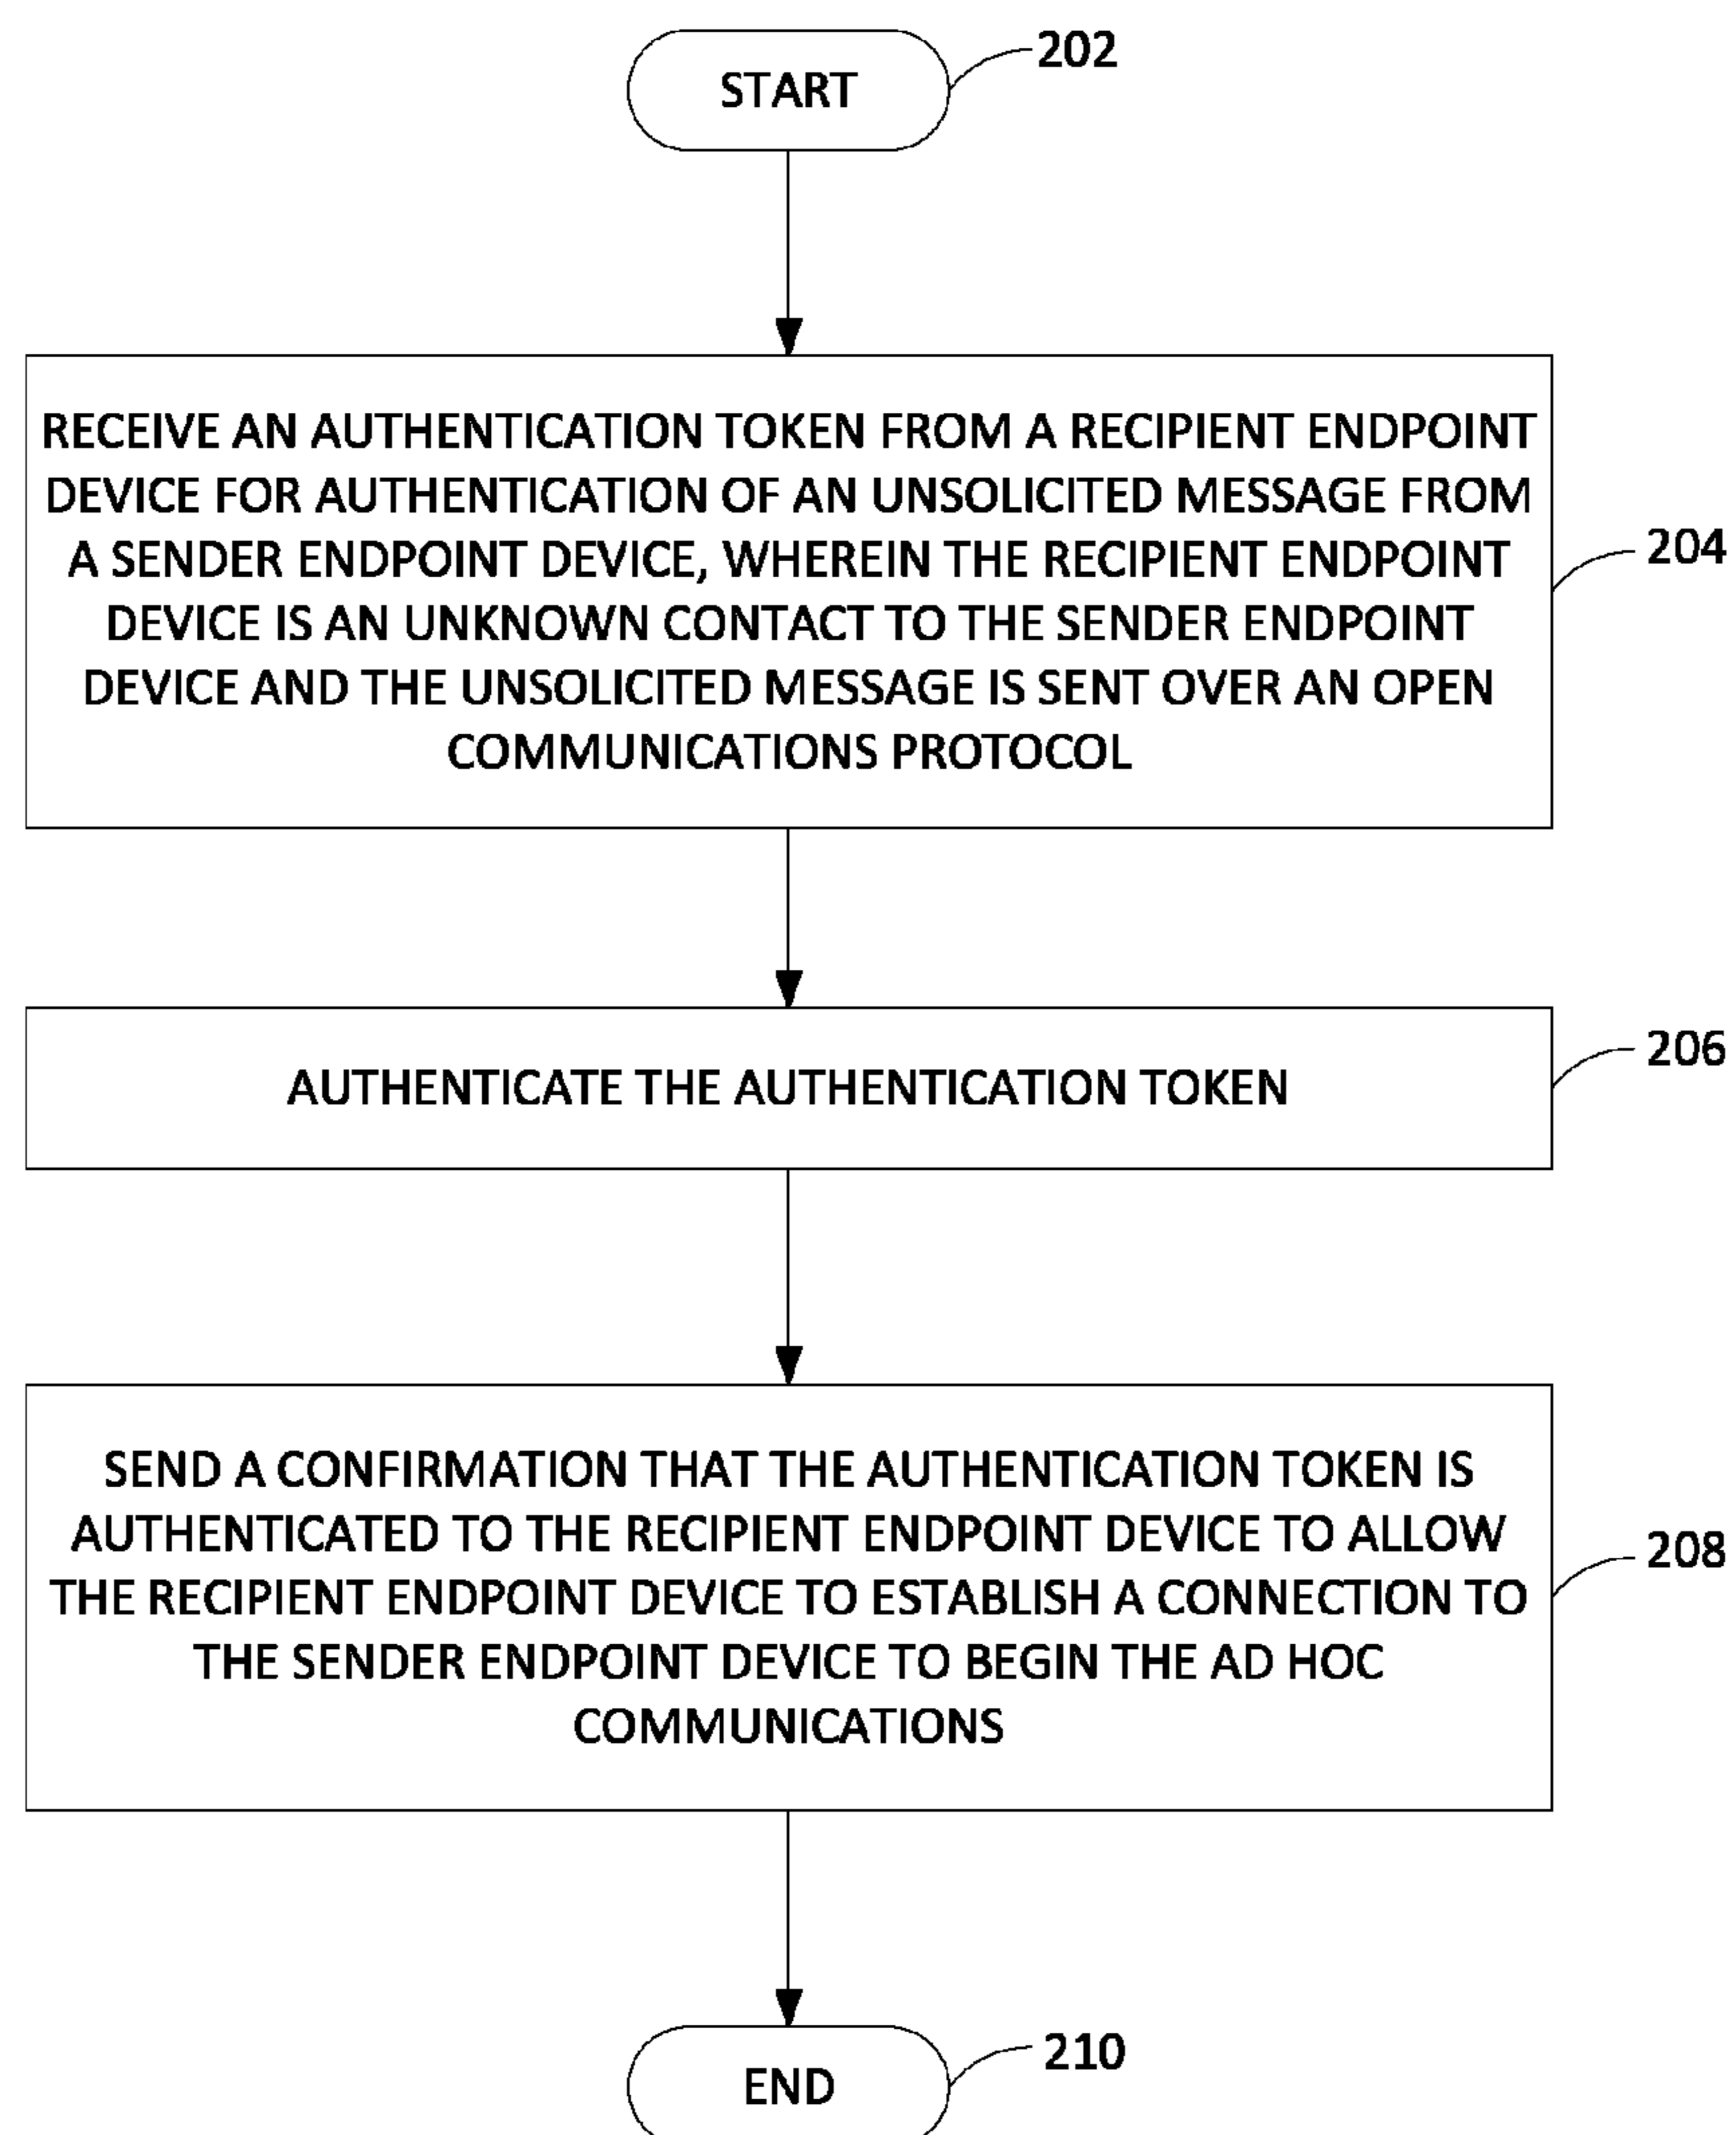 START
202
RECEIVE AN AUTHENTICATION TOKEN FROM A RECIPIENT ENDPOINT
DEVICE FOR AUTHENTICATION OF AN UNSOLICITED MESSAGE FROM
A SENDER ENDPOINT DEVICE, WHEREIN THE RECIPIENT ENDPOINT
DEVICE IS AN UNKNOWN CONTACT TO THE SENDER ENDPOINT
DEVICE AND THE UNSOLICITED MESSAGE IS SENT OVER AN OPEN
COMMUNICATIONS PROTOCOL
204
AUTHENTICATE THE AUTHENTICATION TOKEN
206
SEND A CONFIRMATION THAT THE AUTHENTICATION TOKEN IS
AUTHENTICATED TO THE RECIPIENT ENDPOINT DEVICE TO ALLOW
THE RECIPIENT ENDPOINT DEVICE TO ESTABLISH A CONNECTION TO
THE SENDER ENDPOINT DEVICE TO BEGIN THE AD HOC
COMMUNICATIONS
208
END
210